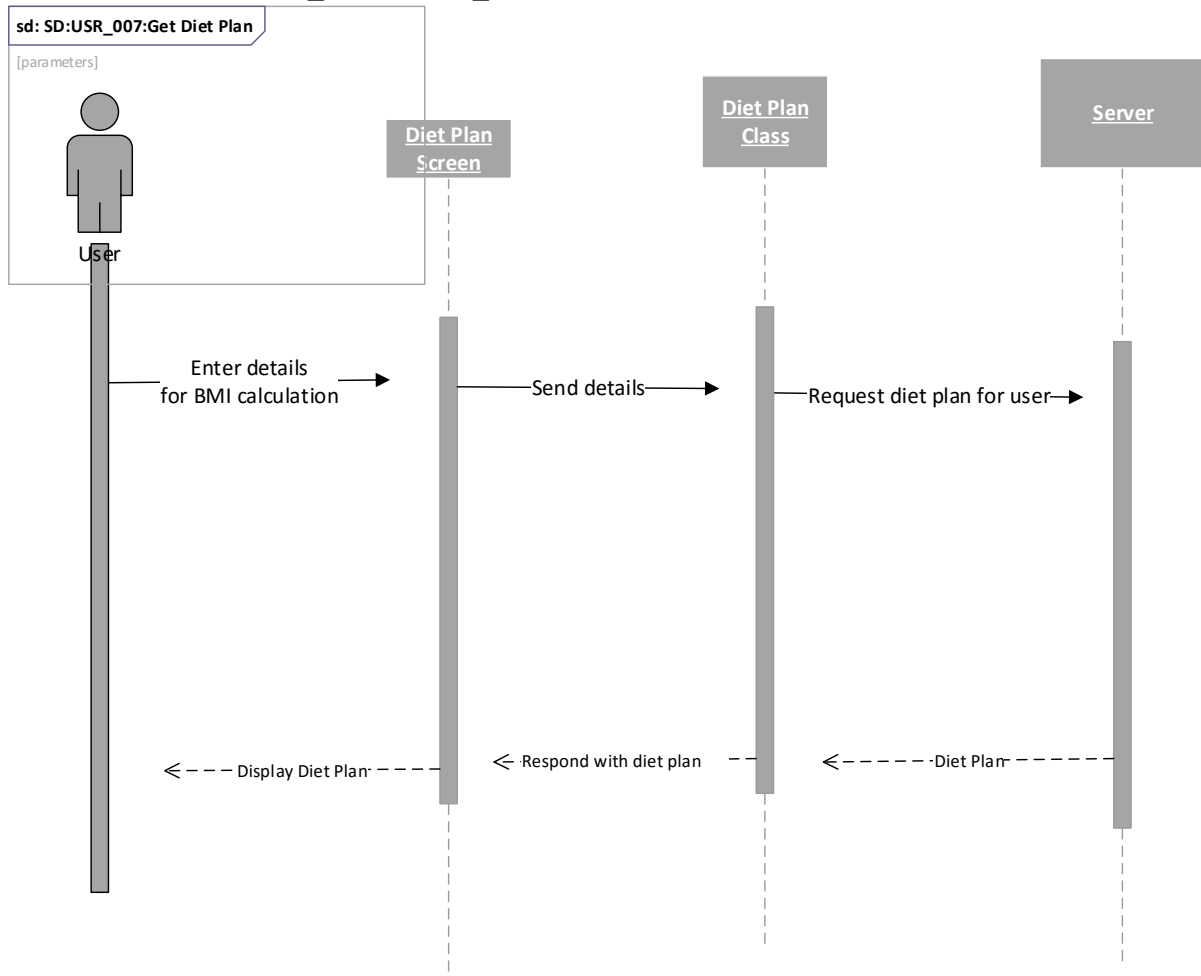 sd: SD:USR_007:Get Diet Plan
[parameters]
User
Diet Plan
Screen
Diet Plan
Class
Server
Enter details
for BMI calculation
Send details
Request diet plan for user
Display Diet Plan
Respond with diet plan
Diet Plan